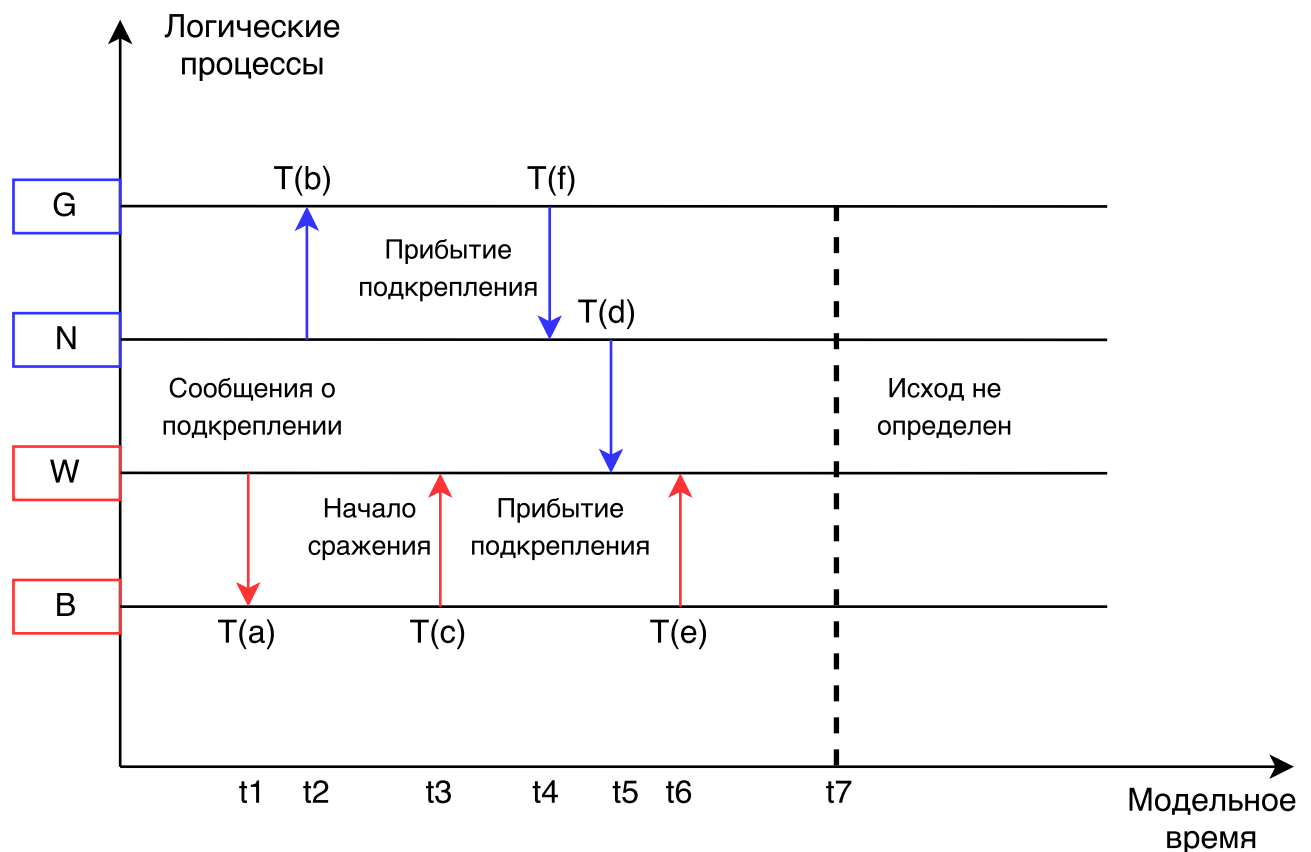 Логические
процессы
T(b)
T(f)
G
Прибытие
подкрепления
T(d)
N
Сообщения о
подкреплении
Исход не
определен
W
Начало
сражения
Прибытие
подкрепления
B
T(a)
T(c)
T(e)
t1
t2
t3
t4
t5
t6
t7
Модельное
время